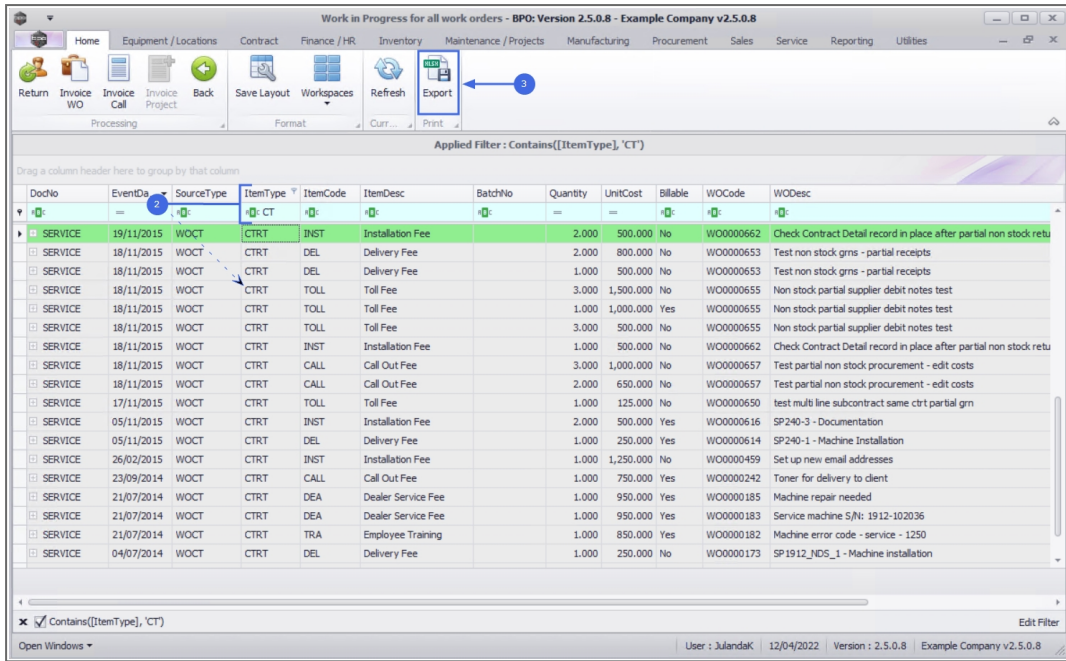 Work in Progress for all work orders - BPO: Version 2.5.0.8 - Example Company v2.5.0.8
Home Equipment / Locations Contract Finance / HR Inventory Maintenance / Projects Manufacturing Procurement Sales Service Reporting Utilities
Return Invoice WO Invoice Call Invoice Project Back Save Layout Workspaces Refresh XLSX Export 3
Processing Format Curr... Print
Applied Filter : Contains([ItemType], 'CT')
Drag a column header here to group by that column
DocNo EventDa... SourceType ItemType ItemCode ItemDesc BatchNo Quantity UnitCost Billable WOCode WODesc
2
= CT = =
SERVICE 19/11/2015 WOCT CTRT INST Installation Fee 2.000 500.000 No WO0000662 Check Contract Detail record in place after partial non stock retu
SERVICE 18/11/2015 WOCT CTRT DEL Delivery Fee 2.000 800.000 No WO0000653 Test non stock grns - partial receipts
SERVICE 18/11/2015 WOCT CTRT DEL Delivery Fee 1.000 500.000 No WO0000653 Test non stock grns - partial receipts
SERVICE 18/11/2015 WOCT CTRT TOLL Toll Fee 3.000 1,500.000 No WO0000655 Non stock partial supplier debit notes test
SERVICE 18/11/2015 WOCT CTRT TOLL Toll Fee 1.000 1,000.000 Yes WO0000655 Non stock partial supplier debit notes test
SERVICE 18/11/2015 WOCT CTRT TOLL Toll Fee 3.000 500.000 No WO0000655 Non stock partial supplier debit notes test
SERVICE 18/11/2015 WOCT CTRT INST Installation Fee 1.000 500.000 No WO0000662 Check Contract Detail record in place after partial non stock retu
SERVICE 18/11/2015 WOCT CTRT CALL Call Out Fee 3.000 1,000.000 No WO0000657 Test partial non stock procurement - edit costs
SERVICE 18/11/2015 WOCT CTRT CALL Call Out Fee 2.000 650.000 No WO0000657 Test partial non stock procurement - edit costs
SERVICE 17/11/2015 WOCT CTRT TOLL Toll Fee 1.000 125.000 No WO0000650 test multi line subcontract same ctrt partial grn
SERVICE 05/11/2015 WOCT CTRT INST Installation Fee 2.000 500.000 Yes WO0000616 SP240-3 - Documentation
SERVICE 05/11/2015 WOCT CTRT DEL Delivery Fee 1.000 250.000 Yes WO0000614 SP240-1 - Machine Installation
SERVICE 26/02/2015 WOCT CTRT INST Installation Fee 1.000 1,250.000 No WO0000459 Set up new email addresses
SERVICE 23/09/2014 WOCT CTRT CALL Call Out Fee 1.000 750.000 Yes WO0000242 Toner for delivery to client
SERVICE 21/07/2014 WOCT CTRT DEA Dealer Service Fee 1.000 950.000 Yes WO0000185 Machine repair needed
SERVICE 21/07/2014 WOCT CTRT DEA Dealer Service Fee 1.000 950.000 Yes WO0000183 Service machine S/N: 1912-102036
SERVICE 21/07/2014 WOCT CTRT TRA Employee Training 1.000 850.000 Yes WO0000182 Machine error code - service - 1250
SERVICE 04/07/2014 WOCT CTRT DEL Delivery Fee 1.000 250.000 No WO0000173 SP1912_NDS_1 - Machine installation
Contains([ItemType], 'CT') Edit Filter
Open Windows User : JulandaK 12/04/2022 Version : 2.5.0.8 Example Company v2.5.0.8